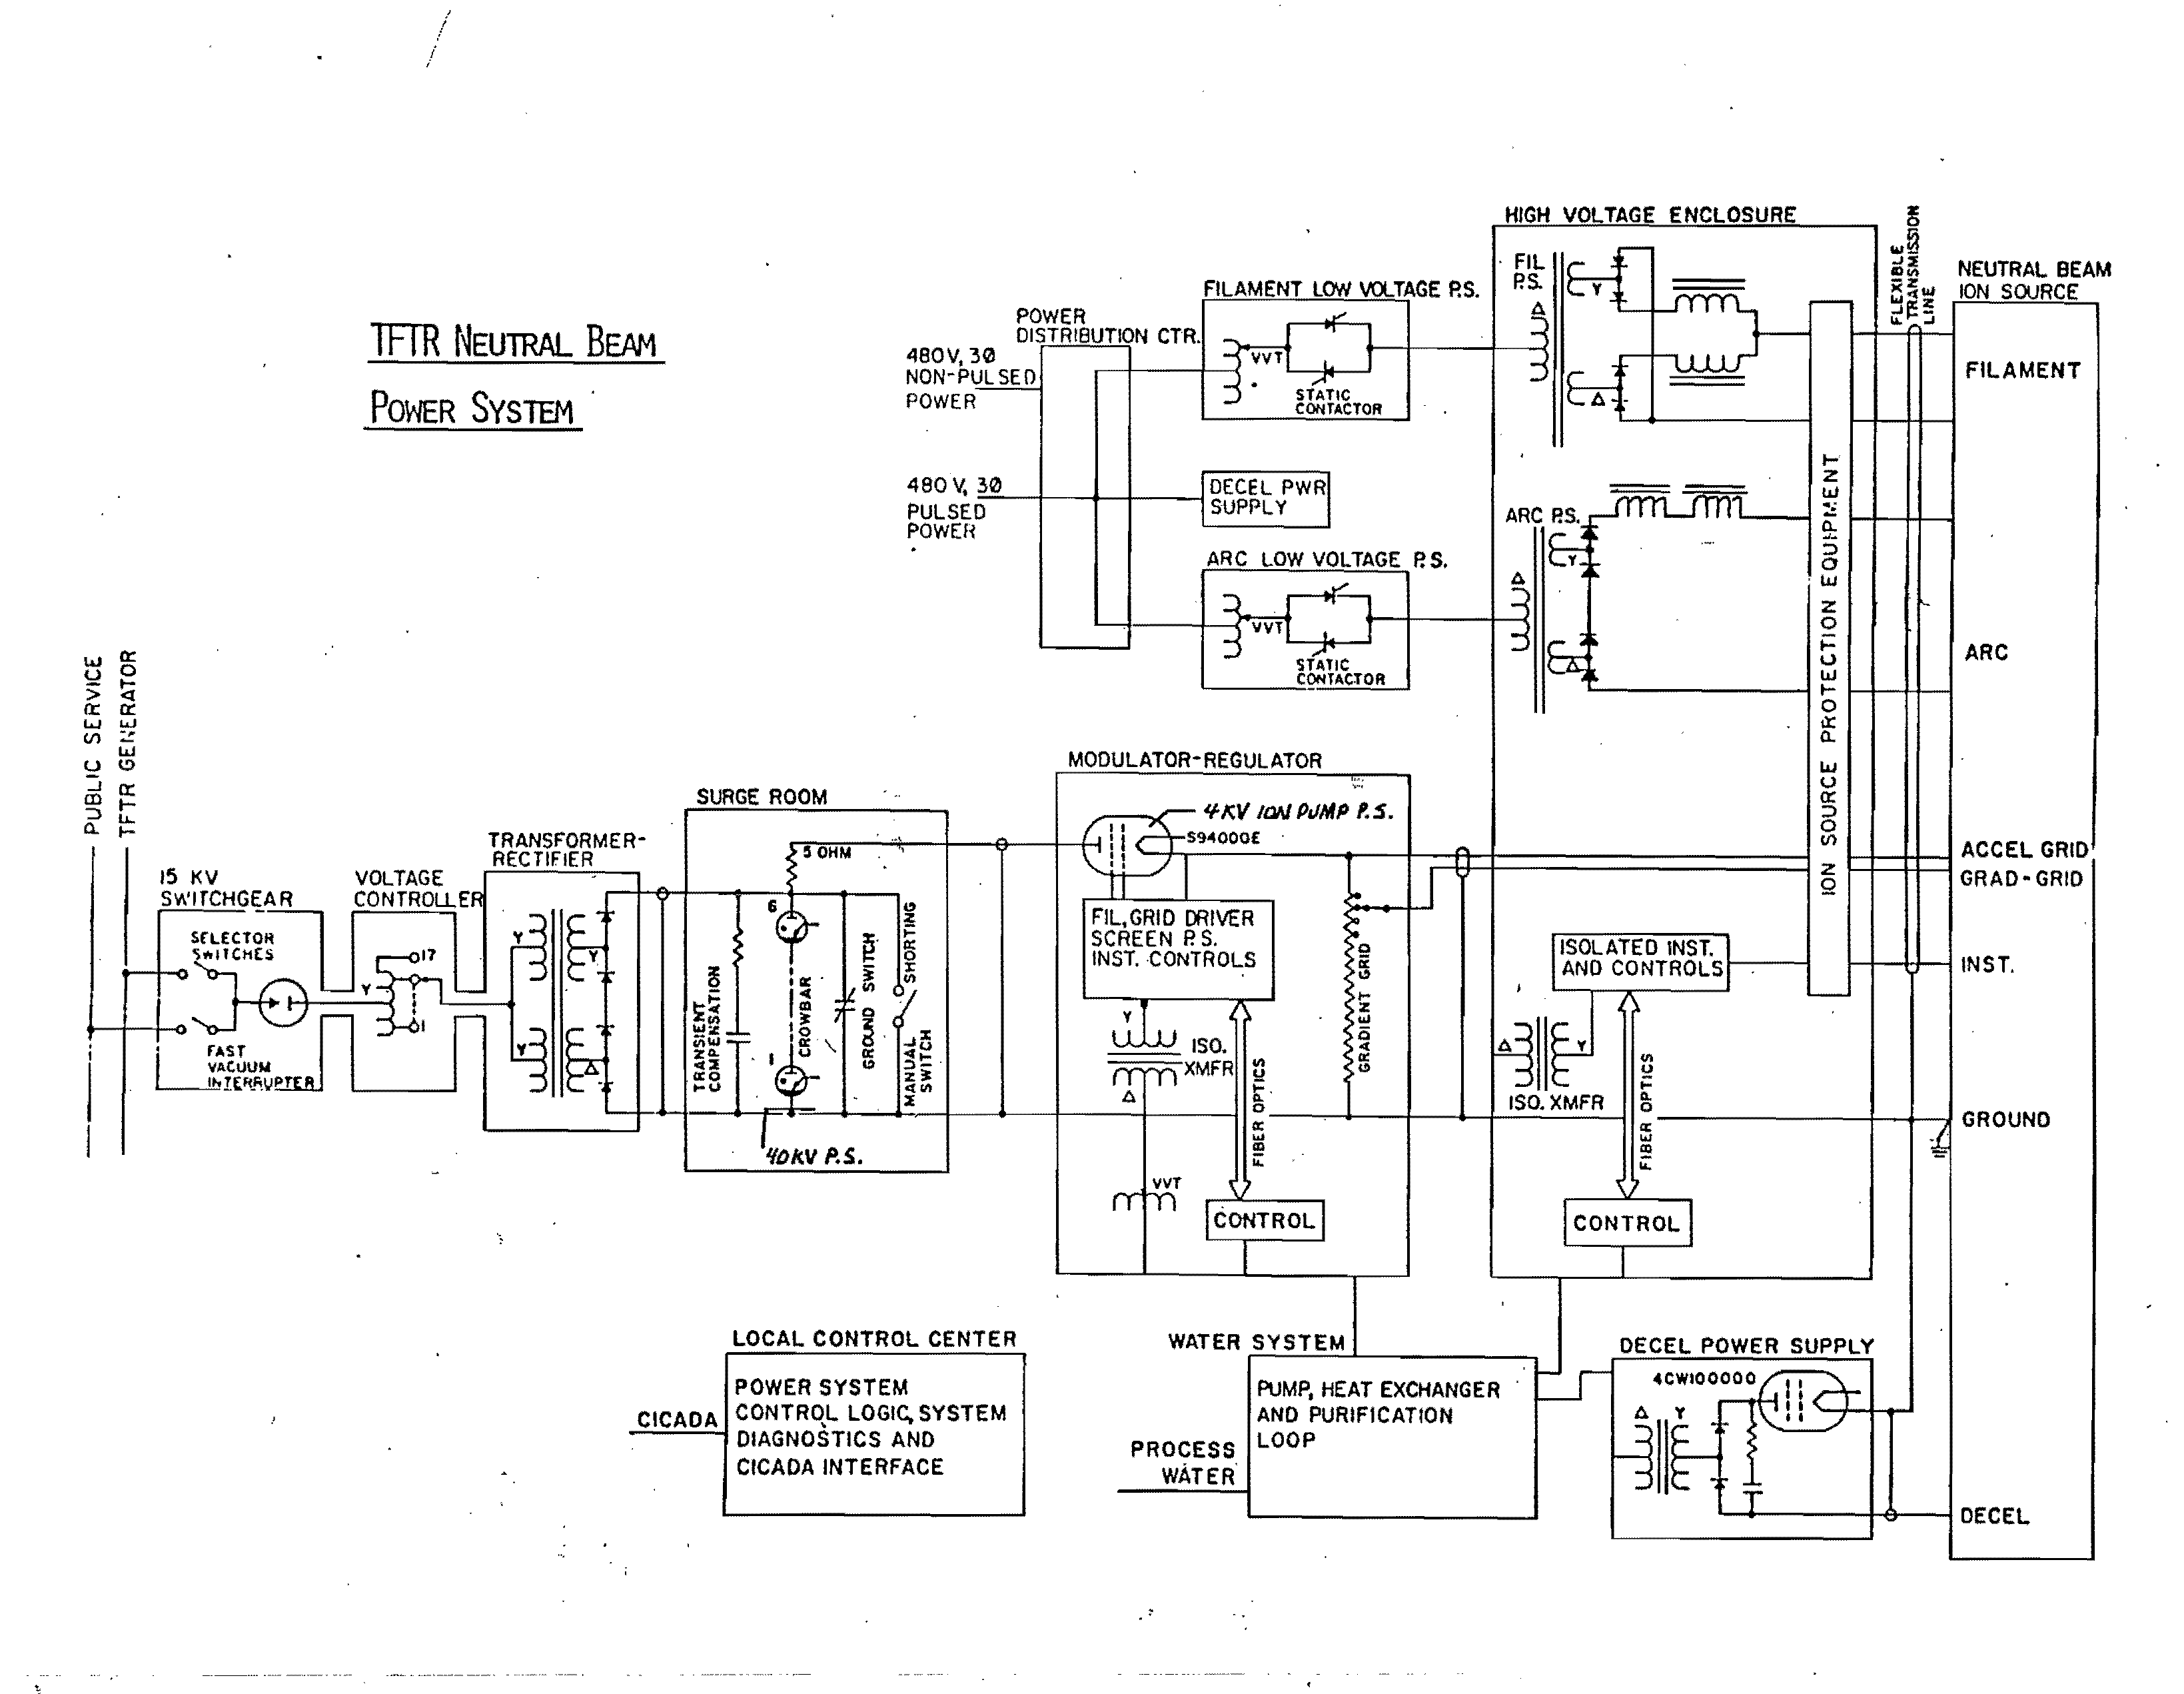 TFTR NEUTRAL BEAM
POWER SYSTEM
PUBLIC SERVICE
TFTR GENERATOR
15 KV
SWITCHGEAR
SELECTOR
SWITCHES
FAST
VACUUM
INTERRUPTER
VOLTAGE
CONTROLLER
Y
17
1
TRANSFORMER-
RECTIFIER
Y
Y
Y
Δ
SURGE ROOM
5 OHM
6
1
TRANSIENT
COMPENSATION
CROWBAR
GROUND SWITCH
MANUAL SHORTING
SWITCH
40KV P.S.
POWER
DISTRIBUTION CTR.
480V, 30
NON-PULSED
POWER
480V, 30
PULSED
POWER
FILAMENT LOW VOLTAGE P.S.
VVT
STATIC
CONTACTOR
DECEL PWR
SUPPLY
ARC LOW VOLTAGE P.S.
VVT
STATIC
CONTACTOR
MODULATOR-REGULATOR
4KV ION PUMP P.S.
S94000E
FIL, GRID DRIVER
SCREEN P.S.
INST. CONTROLS
Y
ISO.
XMFR
Δ
VVT
FIBER OPTICS
GRADIENT GRID
CONTROL
HIGH VOLTAGE ENCLOSURE
FIL
P.S.
Δ
Y
Δ
ARC P.S.
Δ
Y
Δ
ION SOURCE PROTECTION EQUIPMENT
ISOLATED INST.
AND CONTROLS
Δ
Y
ISO. XMFR
FIBER OPTICS
CONTROL
FLEXIBLE
TRANSMISSION
LINE
NEUTRAL BEAM
ION SOURCE
FILAMENT
ARC
ACCEL GRID
GRAD-GRID
INST.
GROUND
DECEL
LOCAL CONTROL CENTER
CICADA
POWER SYSTEM
CONTROL LOGIC, SYSTEM
DIAGNOSTICS AND
CICADA INTERFACE
WATER SYSTEM
PUMP, HEAT EXCHANGER
AND PURIFICATION
LOOP
PROCESS
WATER
DECEL POWER SUPPLY
4CW100000
Δ
Y